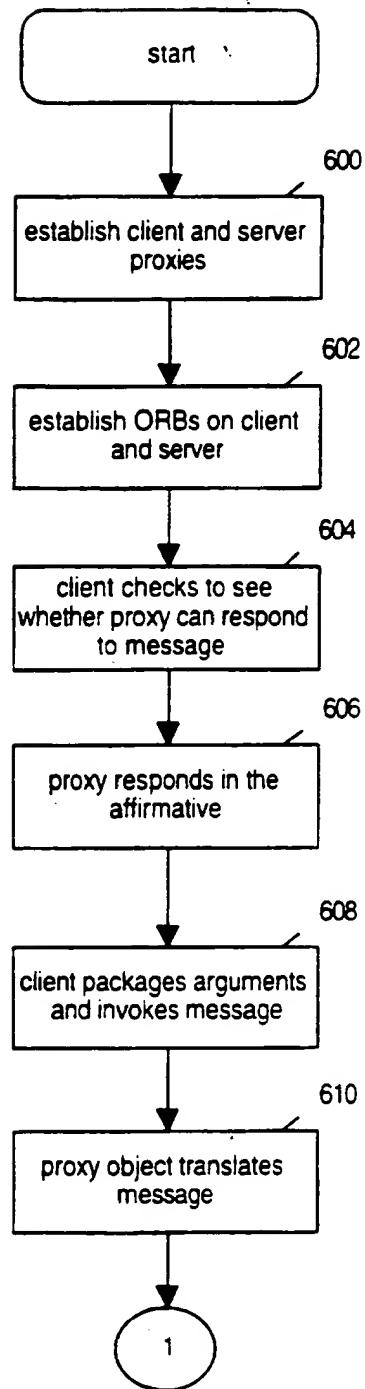 start
600
establish client and server
proxies
602
establish ORBs on client
and server
604
client checks to see
whether proxy can respond
to message
606
proxy responds in the
affirmative
608
client packages arguments
and invokes message
610
proxy object translates
message
1